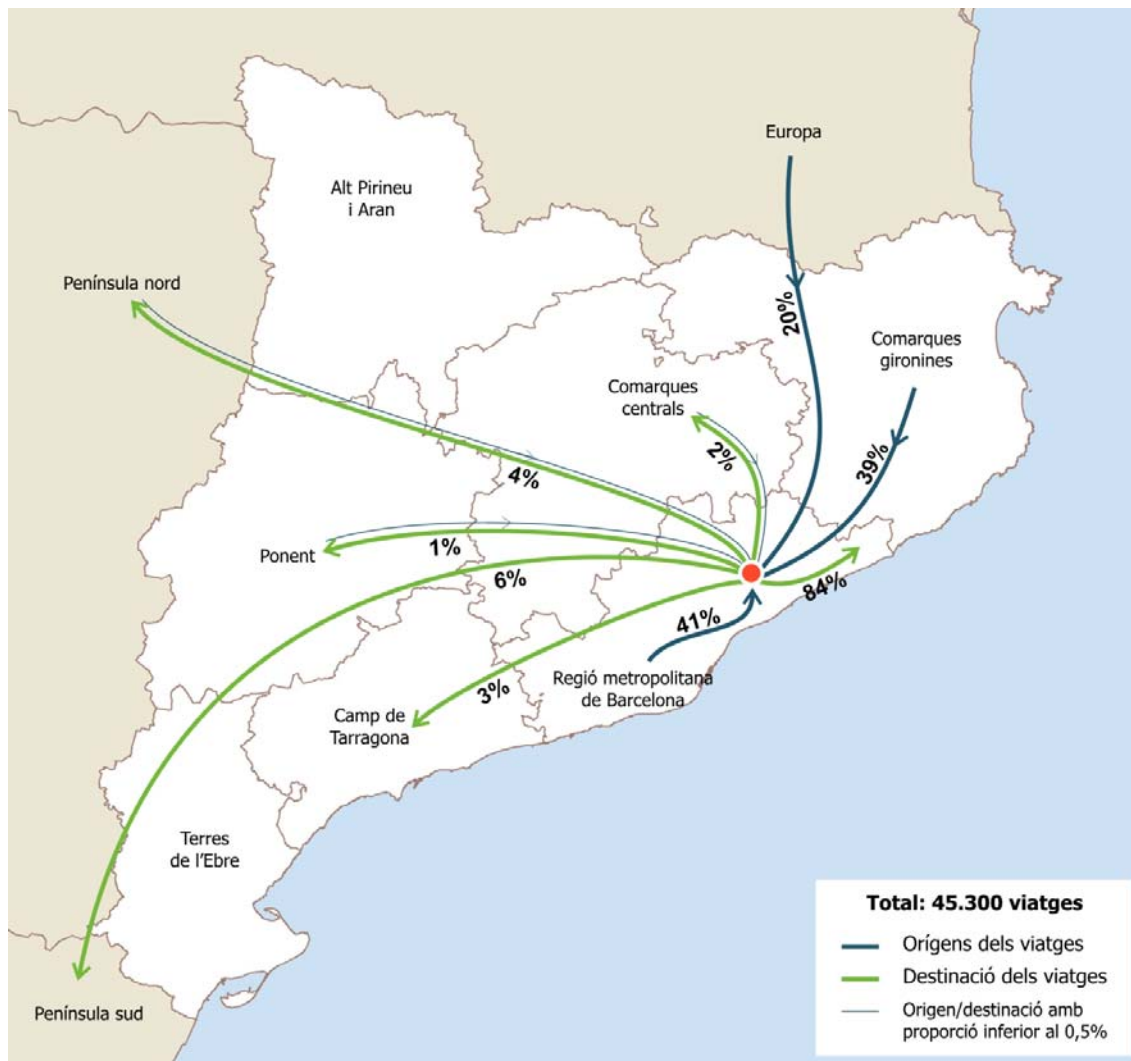 Europa
Alt Pirineu
i Aran
Península nord
20%
Comarques
gironines
Comarques
centrals
2%
39%
4%
Ponent
1%
6%
84%
41%
3%
Regió metropolitana
de Barcelona
Camp de
Tarragona
Terres
de l'Ebre
Península sud
Total: 45.300 viatges
Orígens dels viatges
Destinació dels viatges
Origen/destinació amb
proporció inferior al 0,5%